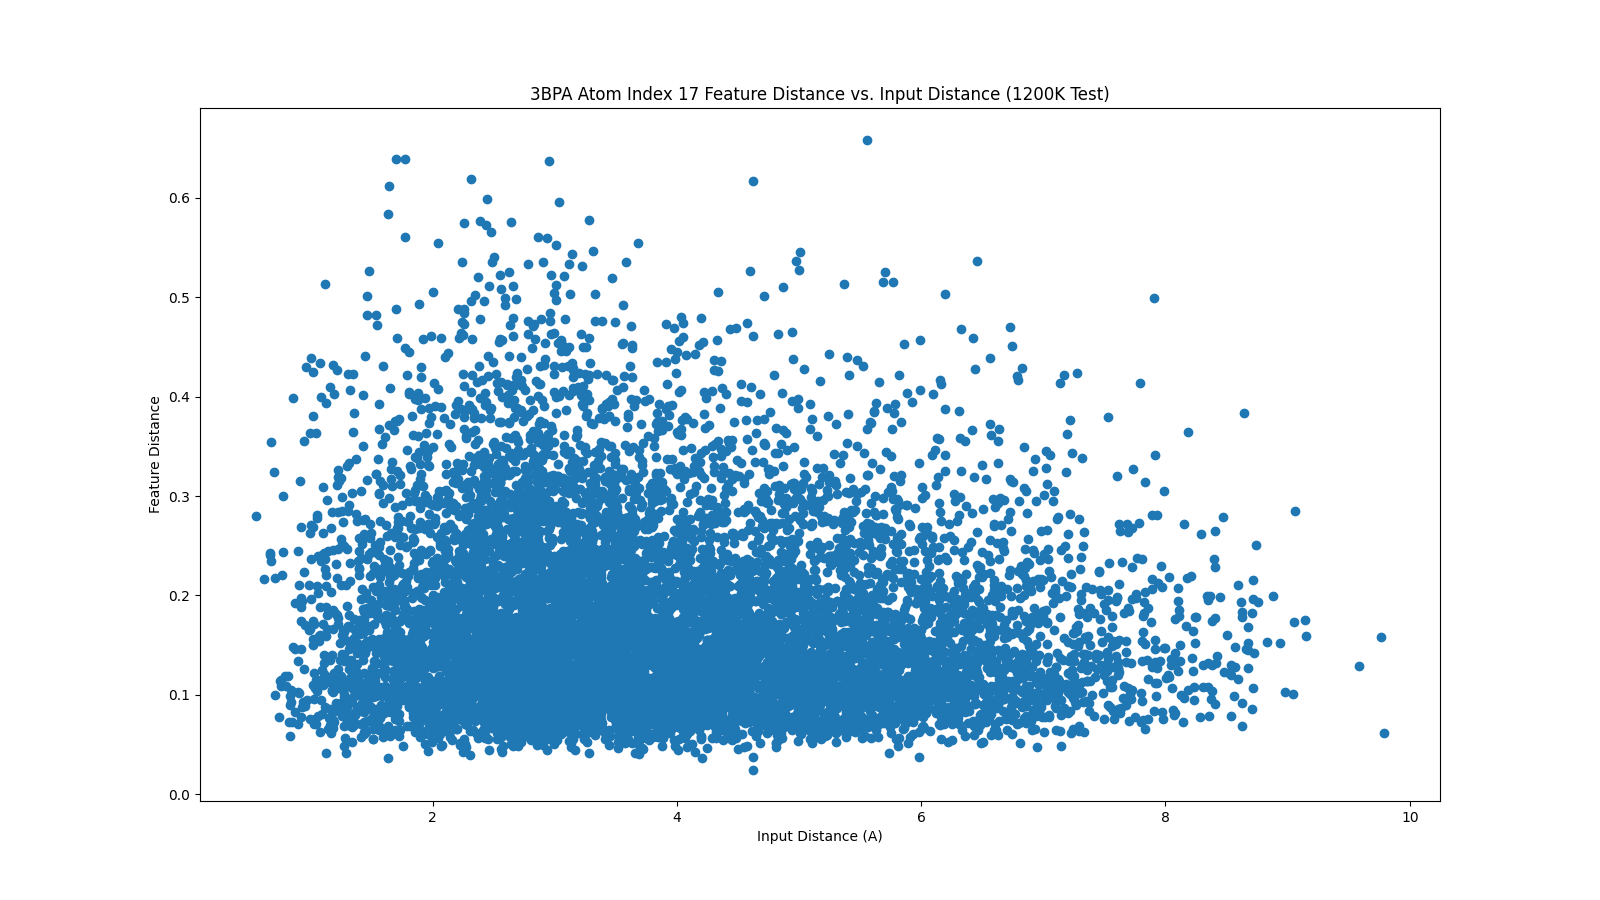 3BPA Atom Index 17 Feature Distance vs. Input Distance (1200K Test)
Feature Distance
0.6
0.5
0.4
0.3
0.2
0.1
0.0
2 4 6 8 10
Input Distance (A)